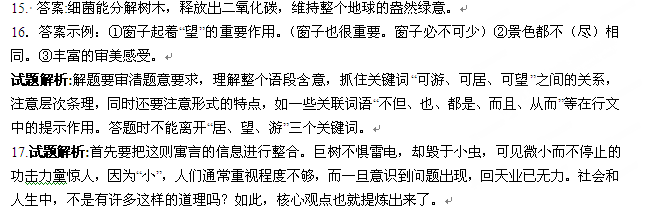 15. 答案:细菌能分解树木，释放出二氧化碳，维持整个地球的盎然绿意。
16. 答案示例：①窗子起着“望”的重要作用。（窗子也很重要。窗子必不可少）②景色都不（尽）相
同。③丰富的审美感受。
试题解析:解题要审清题意要求，理解整个语段含意，抓住关键词“可游、可居、可望”之间的关系，
注意层次条理，同时还要注意形式的特点，如一些关联词语“不但、也、都是、而且、从而”等在行文
中的提示作用。答题时不能离开“居、望、游”三个关键词。
17.试题解析:首先要把这则寓言的信息进行整合。巨树不惧雷电，却毁于小虫，可见微小而不停止的
功击力量惊人，因为“小”，人们通常重视程度不够，而一旦意识到问题出现，回天业已无力。社会和
人生中，不是有许多这样的道理吗？如此，核心观点也就提炼出来了。